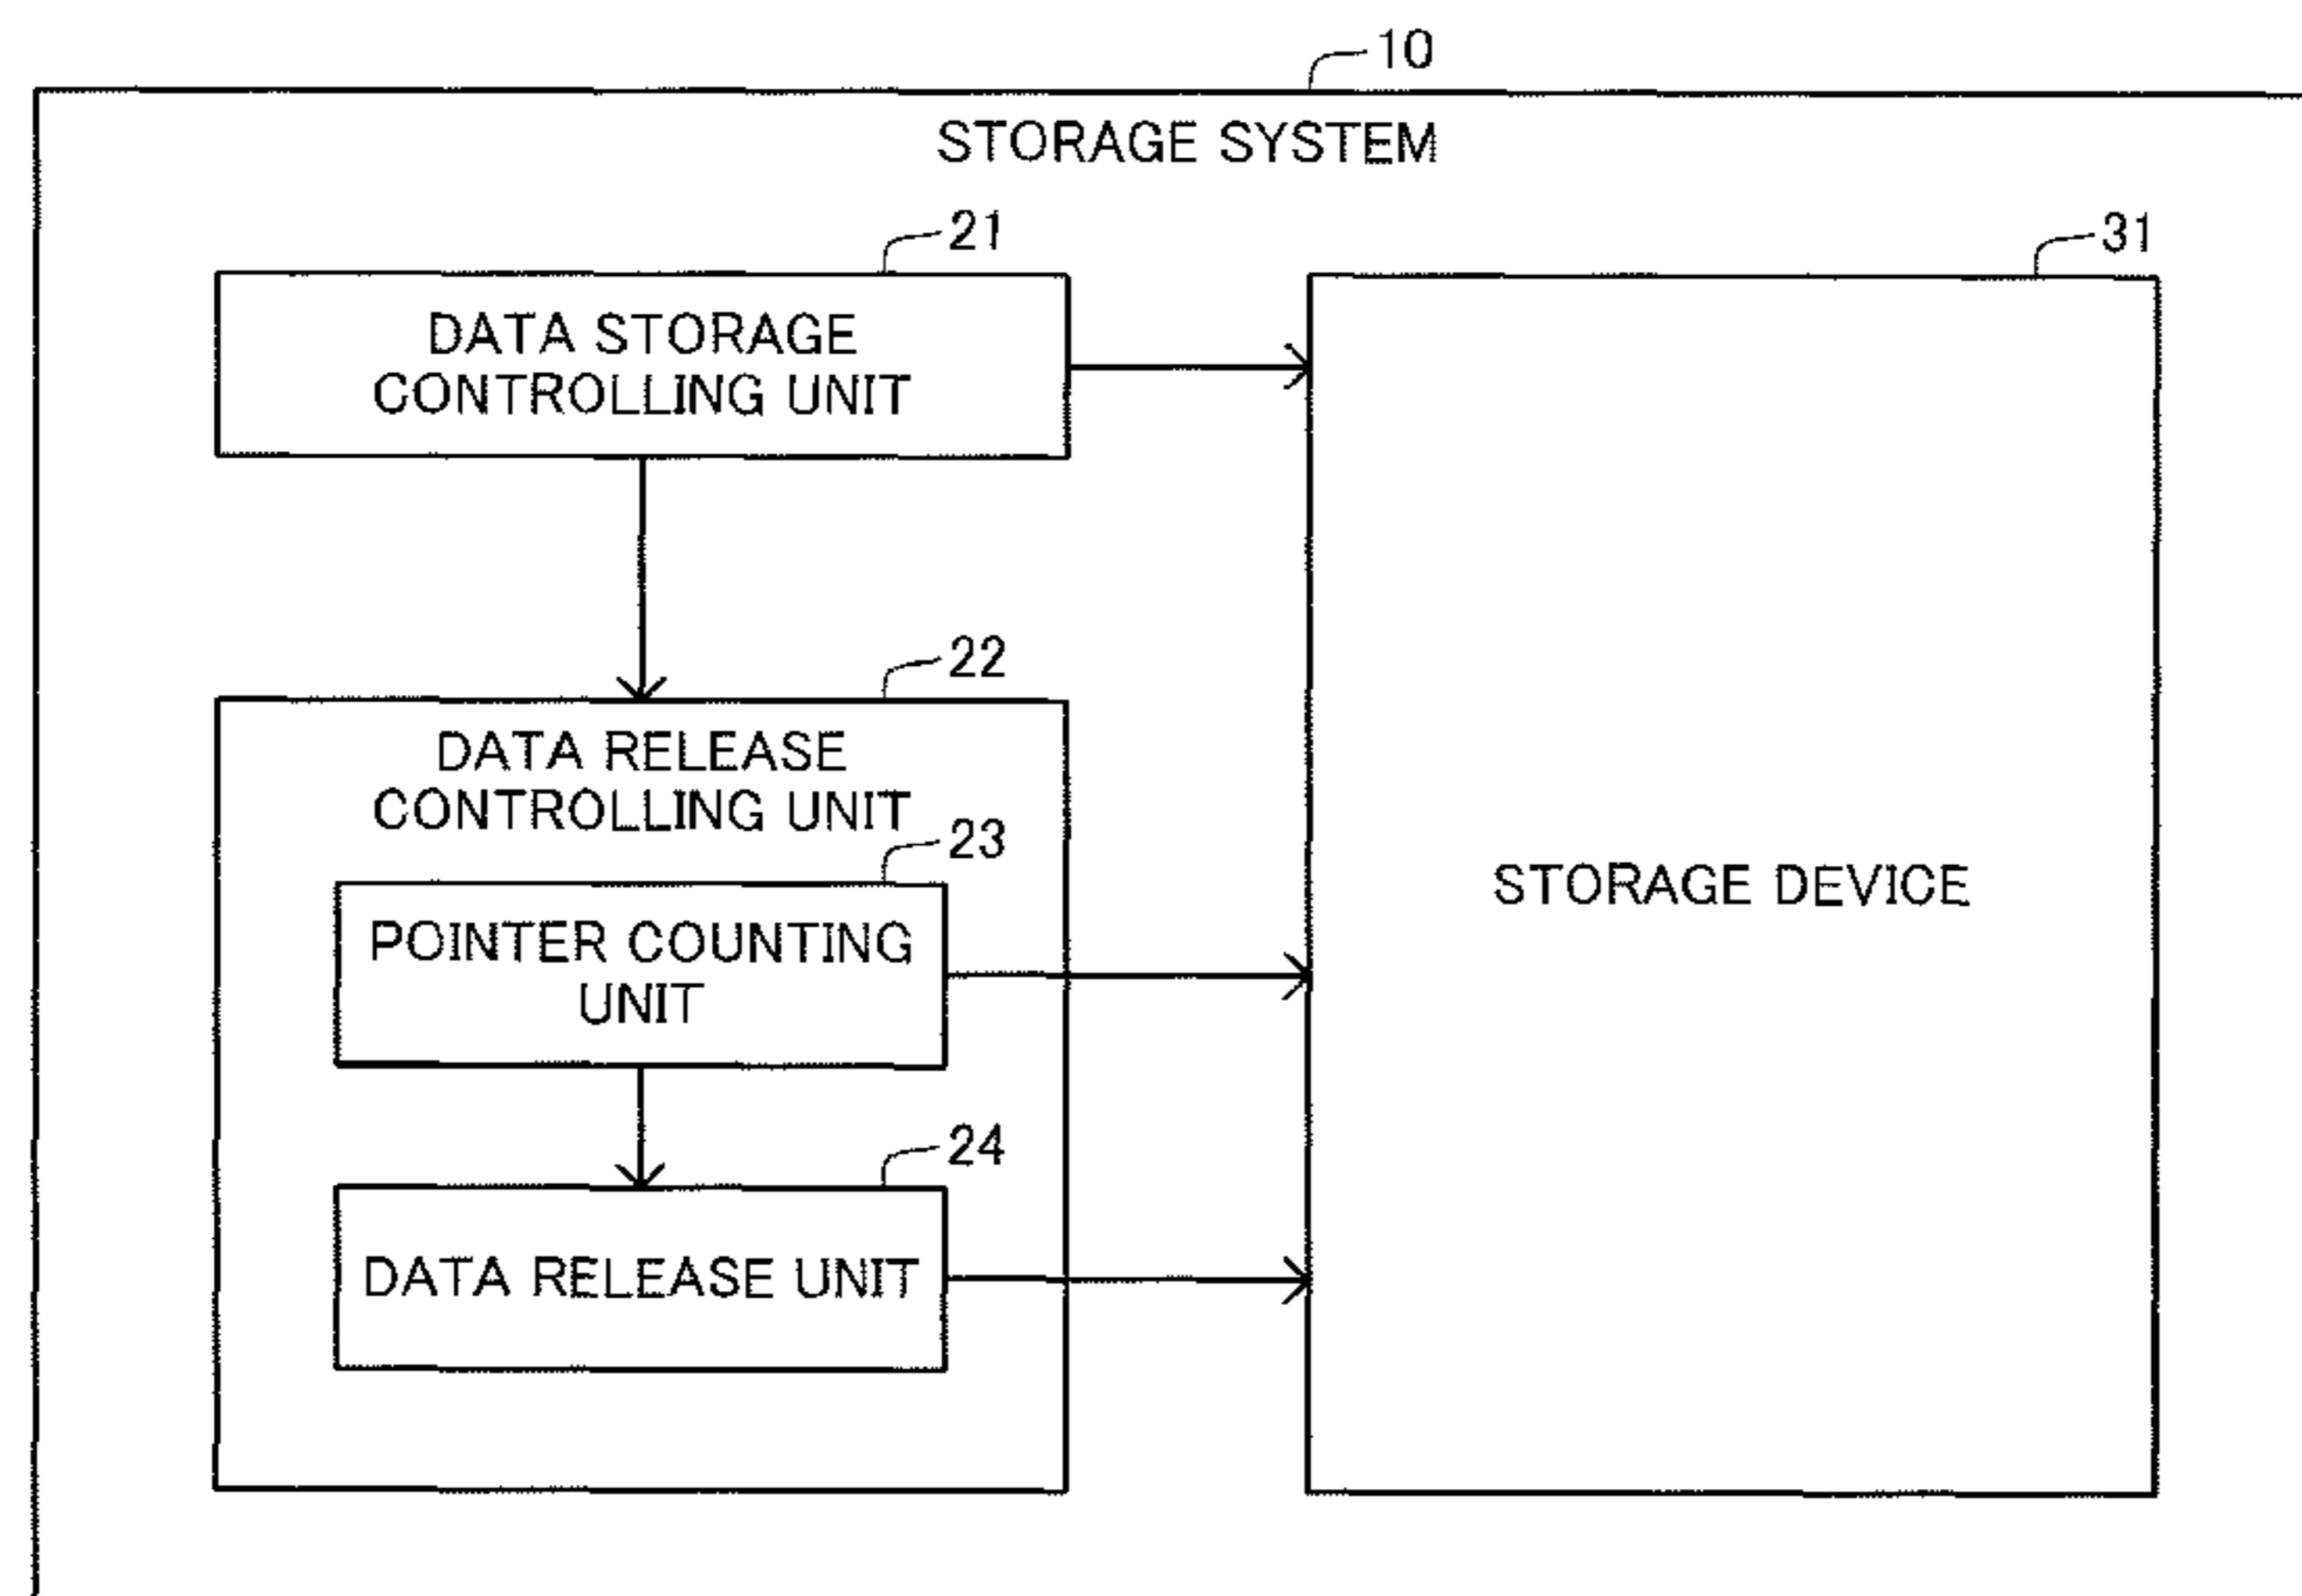 10
STORAGE SYSTEM
21
31
DATA STORAGE
CONTROLLING UNIT
22
DATA RELEASE
CONTROLLING UNIT
23
POINTER COUNTING
UNIT
STORAGE DEVICE
24
DATA RELEASE UNIT